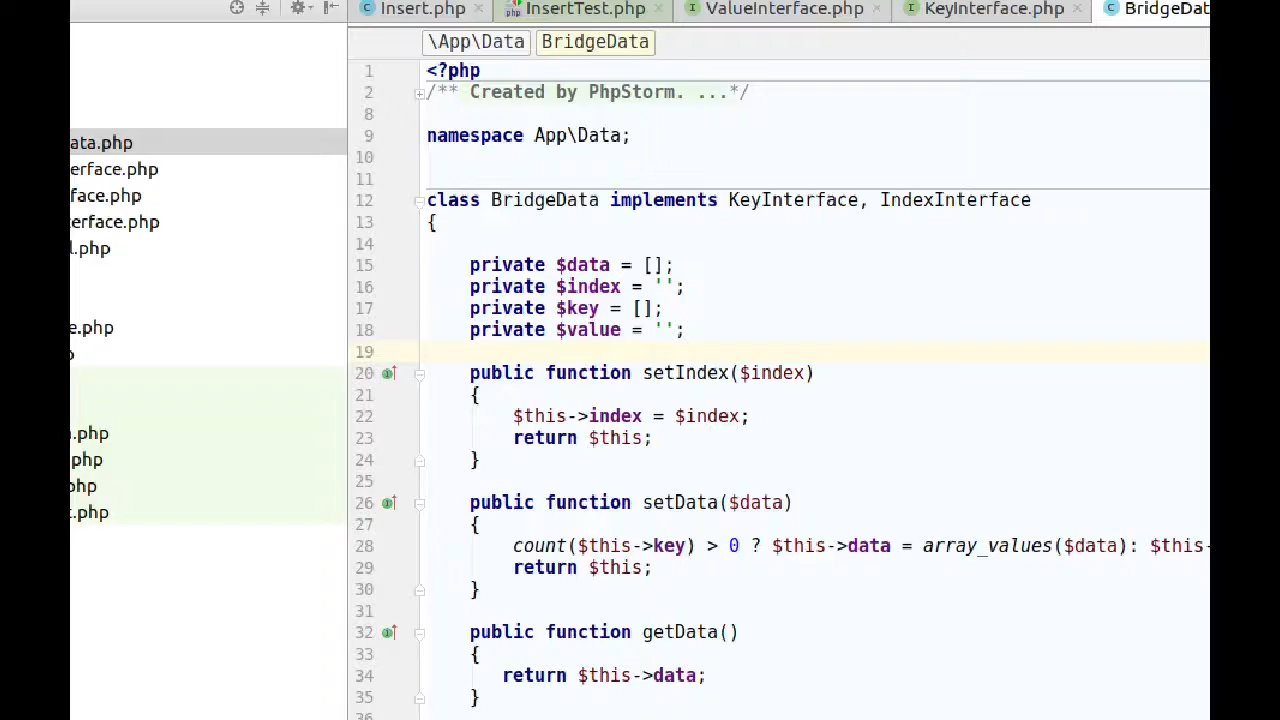 Insert.php InsertTest.php ValueInterface.php KeyInterface.php BridgeDat
\App\Data BridgeData
ata.php
erface.php
face.php
terface.php
l.php
e.php
.php
php
.php
1 <?php
2 /** Created by PhpStorm. ...*/
8
9 namespace App\Data;
10
11
12 class BridgeData implements KeyInterface, IndexInterface
13 {
14
15 private $data = [];
16 private $index = '';
17 private $key = [];
18 private $value = '';
19
20 public function setIndex($index)
21 {
22 $this->index = $index;
23 return $this;
24 }
25
26 public function setData($data)
27 {
28 count($this->key) > 0 ? $this->data = array_values($data): $this-
29 return $this;
30 }
31
32 public function getData()
33 {
34 return $this->data;
35 }
36